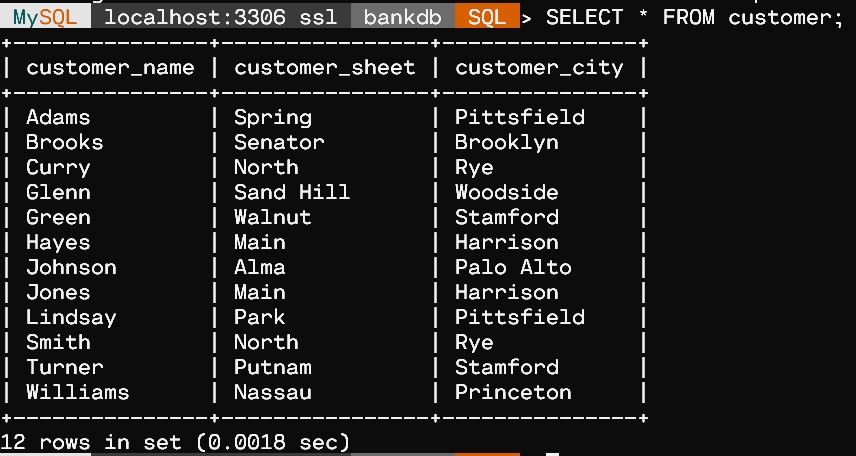 MySQL localhost:3306 ssl bankdb SQL > SELECT * FROM customer;
+---------------+----------------+---------------+
| customer_name | customer_sheet | customer_city |
+---------------+----------------+---------------+
| Adams         | Spring         | Pittsfield    |
| Brooks        | Senator        | Brooklyn      |
| Curry         | North          | Rye           |
| Glenn         | Sand Hill      | Woodside      |
| Green         | Walnut         | Stamford      |
| Hayes         | Main           | Harrison      |
| Johnson       | Alma           | Palo Alto     |
| Jones         | Main           | Harrison      |
| Lindsay       | Park           | Pittsfield    |
| Smith         | North          | Rye           |
| Turner        | Putnam         | Stamford      |
| Williams      | Nassau         | Princeton     |
+---------------+----------------+---------------+
12 rows in set (0.0018 sec)